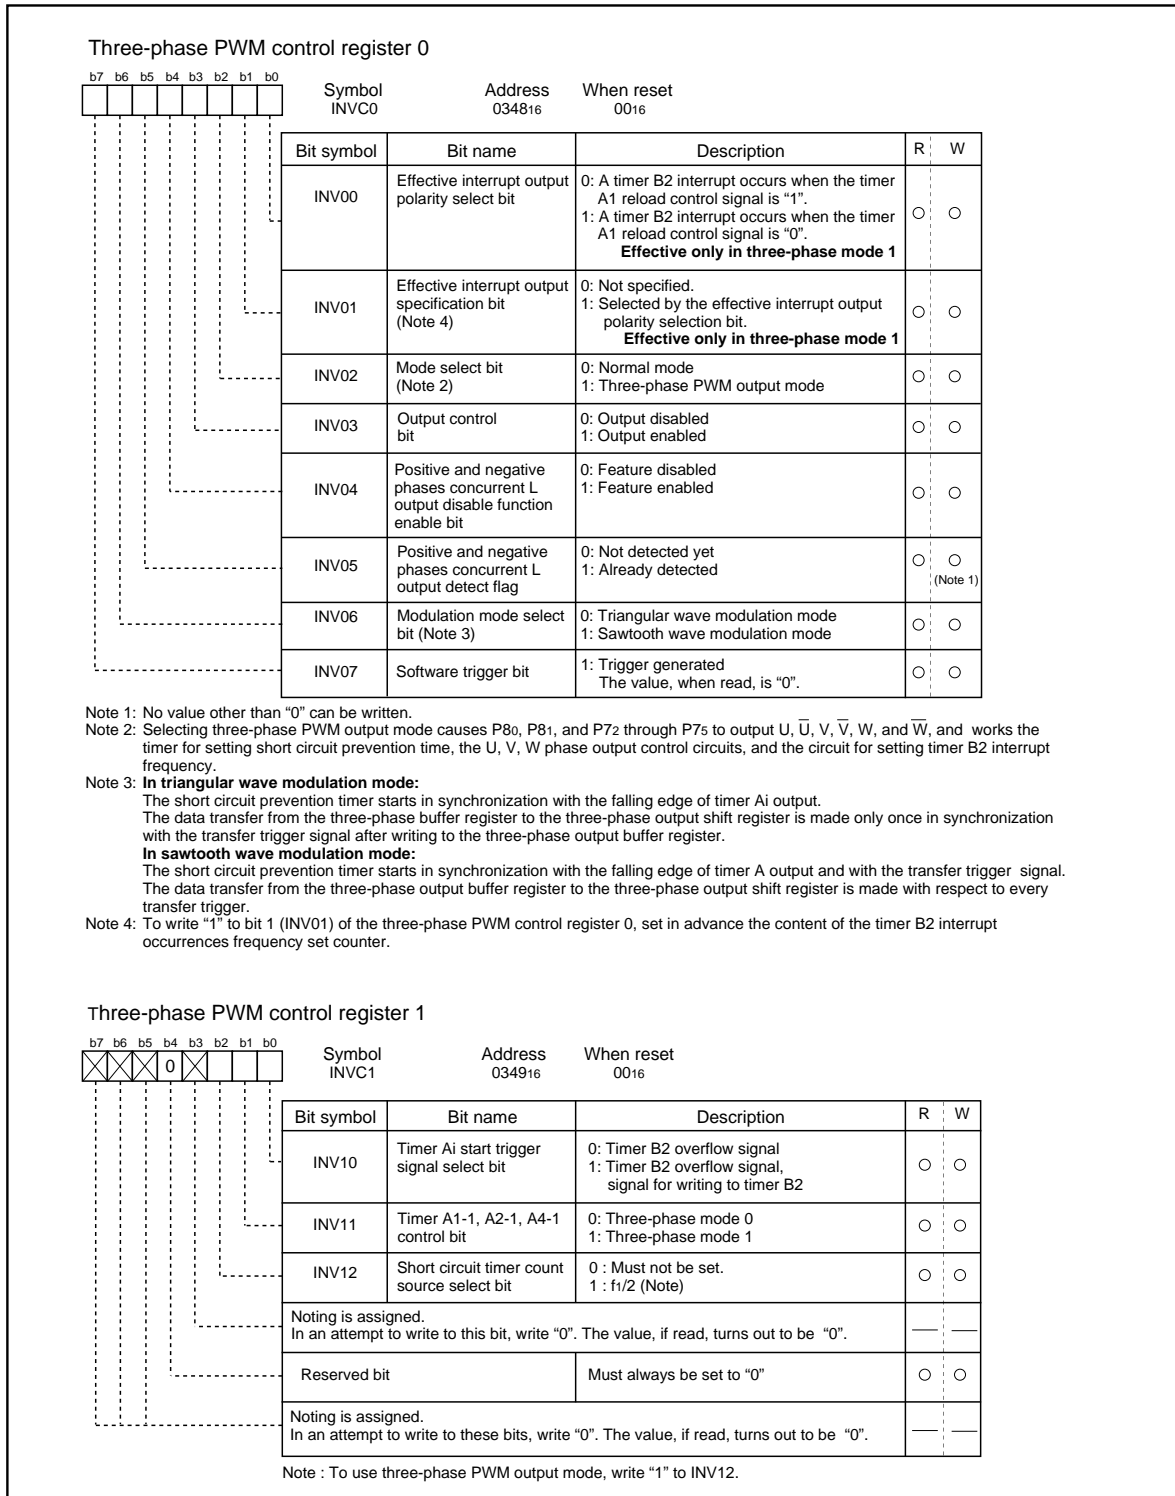 Three-phase PWM control register 0
b7 b6 b5 b4 b3 b2 b1 b0
Symbol Address When reset
INVC0 034816 0016
Bit symbol Bit name Description R W
INV00 Effective interrupt output polarity select bit 0: A timer B2 interrupt occurs when the timer
A1 reload control signal is “1”.
1: A timer B2 interrupt occurs when the timer
A1 reload control signal is “0”.
Effective only in three-phase mode 1
INV01 Effective interrupt output specification bit (Note 4) 0: Not specified.
1: Selected by the effective interrupt output
polarity selection bit.
Effective only in three-phase mode 1
INV02 Mode select bit (Note 2) 0: Normal mode
1: Three-phase PWM output mode
INV03 Output control bit 0: Output disabled
1: Output enabled
INV04 Positive and negative phases concurrent L output disable function enable bit 0: Feature disabled
1: Feature enabled
INV05 Positive and negative phases concurrent L output detect flag 0: Not detected yet
1: Already detected
(Note 1)
INV06 Modulation mode select bit (Note 3) 0: Triangular wave modulation mode
1: Sawtooth wave modulation mode
INV07 Software trigger bit 1: Trigger generated
The value, when read, is “0”.
Note 1: No value other than “0” can be written.
Note 2: Selecting three-phase PWM output mode causes P80, P81, and P72 through P75 to output U, U̅, V, V̅, W, and W̅, and works the
timer for setting short circuit prevention time, the U, V, W phase output control circuits, and the circuit for setting timer B2 interrupt
frequency.
Note 3: In triangular wave modulation mode:
The short circuit prevention timer starts in synchronization with the falling edge of timer Ai output.
The data transfer from the three-phase buffer register to the three-phase output shift register is made only once in synchronization
with the transfer trigger signal after writing to the three-phase output buffer register.
In sawtooth wave modulation mode:
The short circuit prevention timer starts in synchronization with the falling edge of timer A output and with the transfer trigger signal.
The data transfer from the three-phase output buffer register to the three-phase output shift register is made with respect to every
transfer trigger.
Note 4: To write “1” to bit 1 (INV01) of the three-phase PWM control register 0, set in advance the content of the timer B2 interrupt
occurrences frequency set counter.
Three-phase PWM control register 1
b7 b6 b5 b4 b3 b2 b1 b0
0
Symbol Address When reset
INVC1 034916 0016
Bit symbol Bit name Description R W
INV10 Timer Ai start trigger signal select bit 0: Timer B2 overflow signal
1: Timer B2 overflow signal,
signal for writing to timer B2
INV11 Timer A1-1, A2-1, A4-1 control bit 0: Three-phase mode 0
1: Three-phase mode 1
INV12 Short circuit timer count source select bit 0 : Must not be set.
1 : f1/2 (Note)
Noting is assigned.
In an attempt to write to this bit, write “0”. The value, if read, turns out to be “0”.
Reserved bit Must always be set to “0”
Noting is assigned.
In an attempt to write to these bits, write “0”. The value, if read, turns out to be “0”.
Note : To use three-phase PWM output mode, write “1” to INV12.